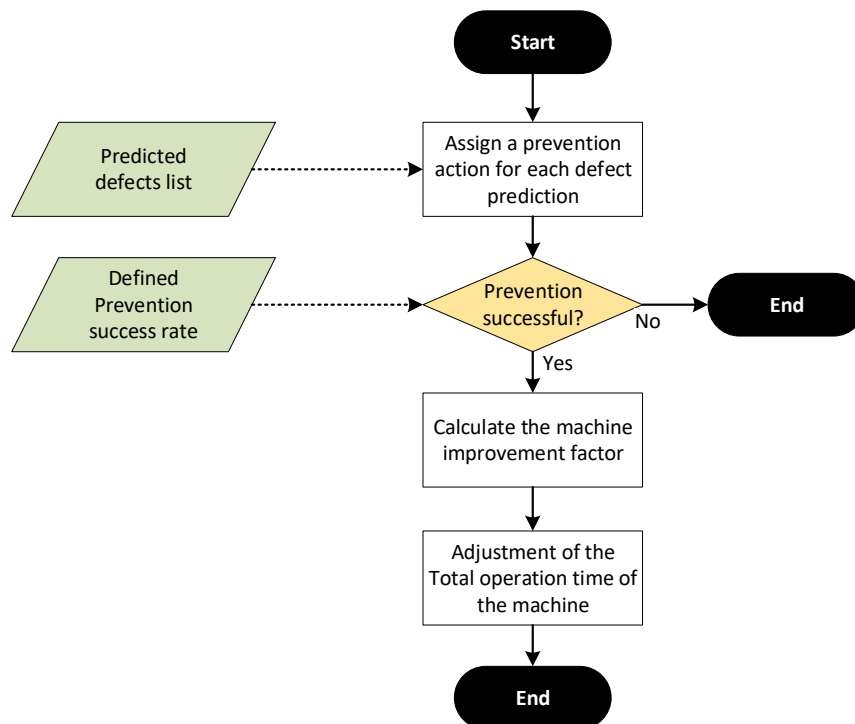 Start
Predicted
defects list
Assign a prevention
action for each defect
prediction
Defined
Prevention
success rate
Prevention
successful?
No
End
Yes
Calculate the machine
improvement factor
Adjustment of the
Total operation time of
the machine
End